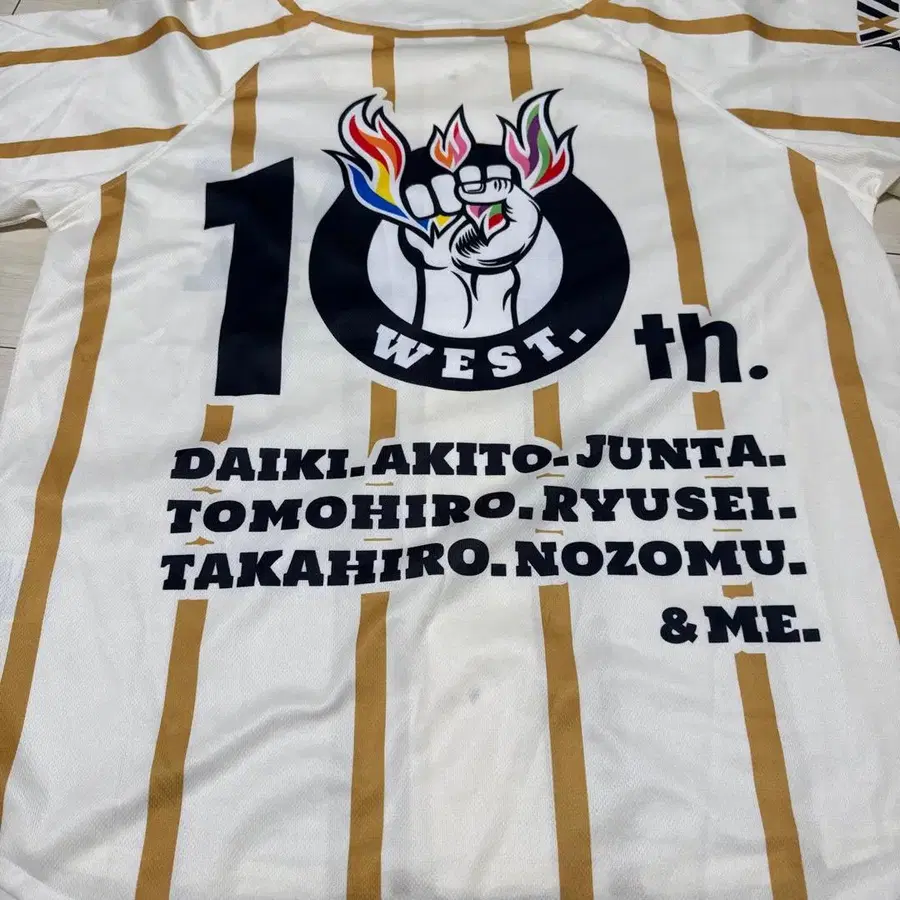 10th.
W
WEST.
DAIKI. AKITO. JUNTA.
TOMOHIRO. RYUSEI.
TAKAHIRO. NOZOMU.
& ME.